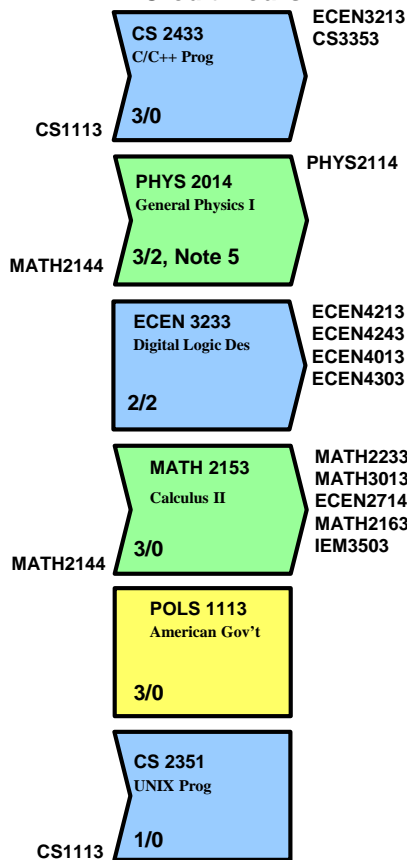 CS 2433
C/C++ Prog
3/0
CS1113
ECEN3213
CS3353
PHYS 2014
General Physics I
3/2, Note 5
MATH2144
PHYS2114
ECEN 3233
Digital Logic Des
2/2
ECEN4213
ECEN4243
ECEN4013
ECEN4303
MATH 2153
Calculus II
3/0
MATH2144
MATH2233
MATH3013
ECEN2714
MATH2163
IEM3503
POLS 1113
American Gov't
3/0
CS 2351
UNIX Prog
1/0
CS1113